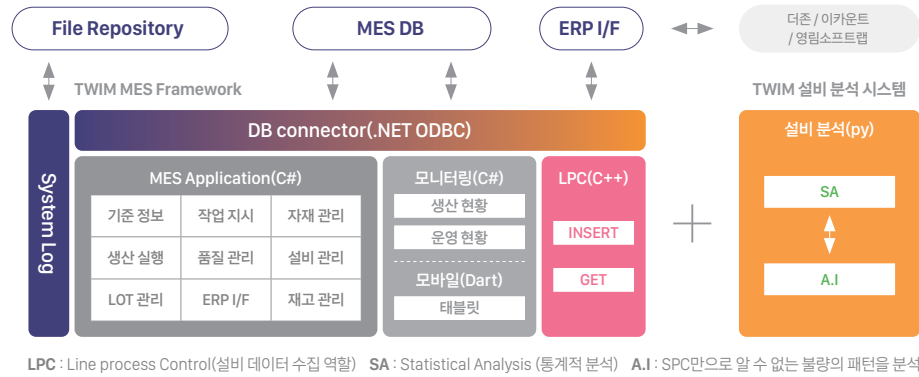 File Repository
MES DB
ERP I/F
더존 / 이카운트
/ 영림소프트랩
TWIM MES Framework
TWIM 설비 분석 시스템
System Log
DB connector(.NET ODBC)
MES Application(C#)
기준 정보
작업 지시
자재 관리
생산 실행
품질 관리
설비 관리
LOT 관리
ERP I/F
재고 관리
모니터링(C#)
생산 현황
운영 현황
모바일(Dart)
태블릿
LPC(C++)
INSERT
GET
설비 분석(py)
SA
A.I
LPC : Line process Control(설비 데이터 수집 역할) SA : Statistical Analysis (통계적 분석) A.I : SPC만으로 알 수 없는 불량의 패턴을 분석